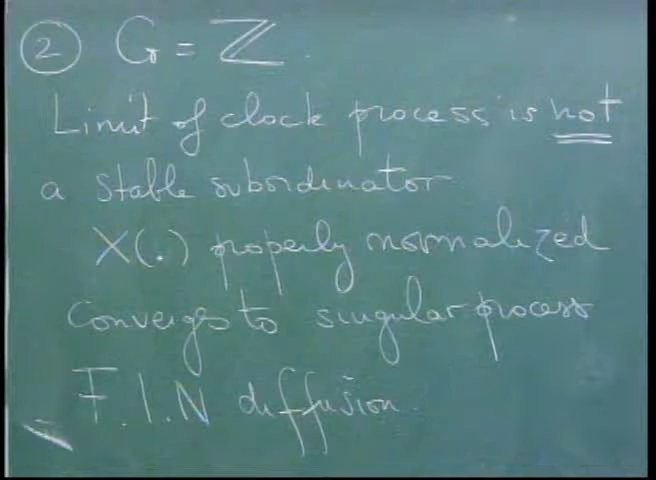 ② G = ℤ.
Limit of clock process is not
a stable subordinator
X(.) properly normalized
converges to singular process
F.I.N diffusion.